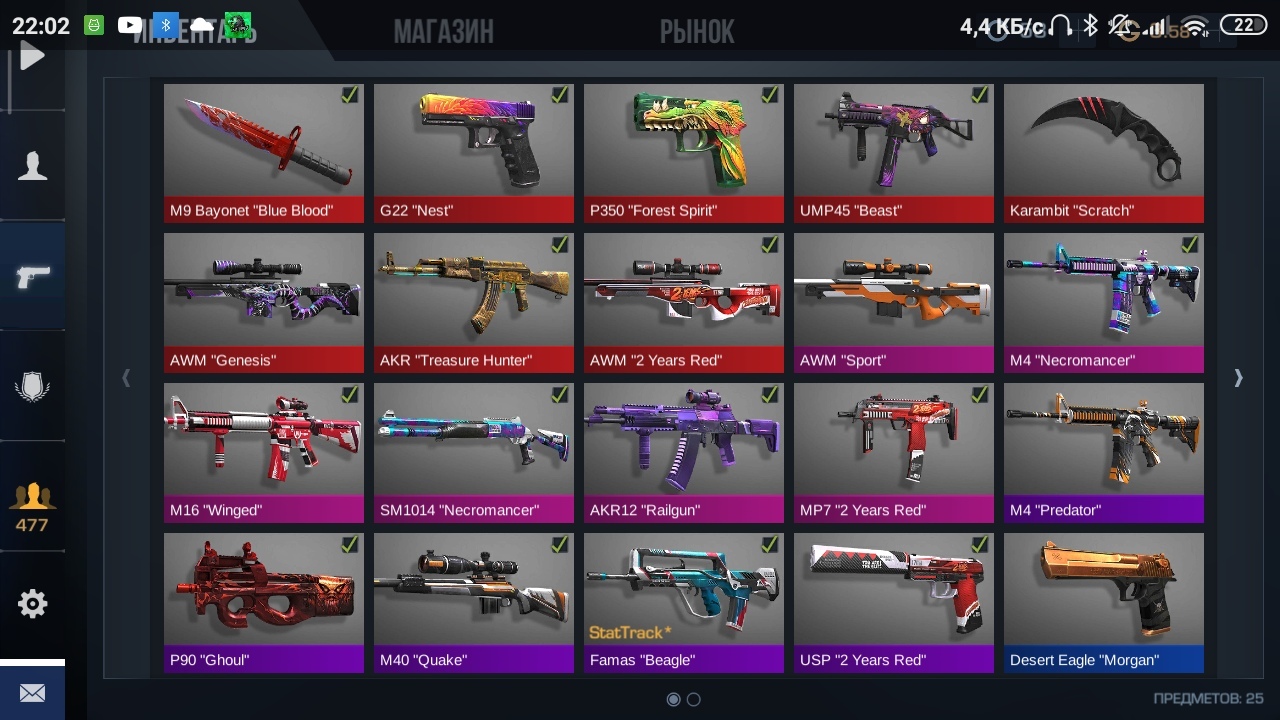 22:02
4,4 КБ/с
22
ИНВЕНТАРЬ
МАГАЗИН
РЫНОК
M9 Bayonet "Blue Blood"
G22 "Nest"
P350 "Forest Spirit"
UMP45 "Beast"
Karambit "Scratch"
AWM "Genesis"
AKR "Treasure Hunter"
AWM "2 Years Red"
AWM "Sport"
M4 "Necromancer"
M16 "Winged"
SM1014 "Necromancer"
AKR12 "Railgun"
MP7 "2 Years Red"
M4 "Predator"
477
StatTrack*
P90 "Ghoul"
M40 "Quake"
Famas "Beagle"
USP "2 Years Red"
Desert Eagle "Morgan"
ПРЕДМЕТОВ: 25